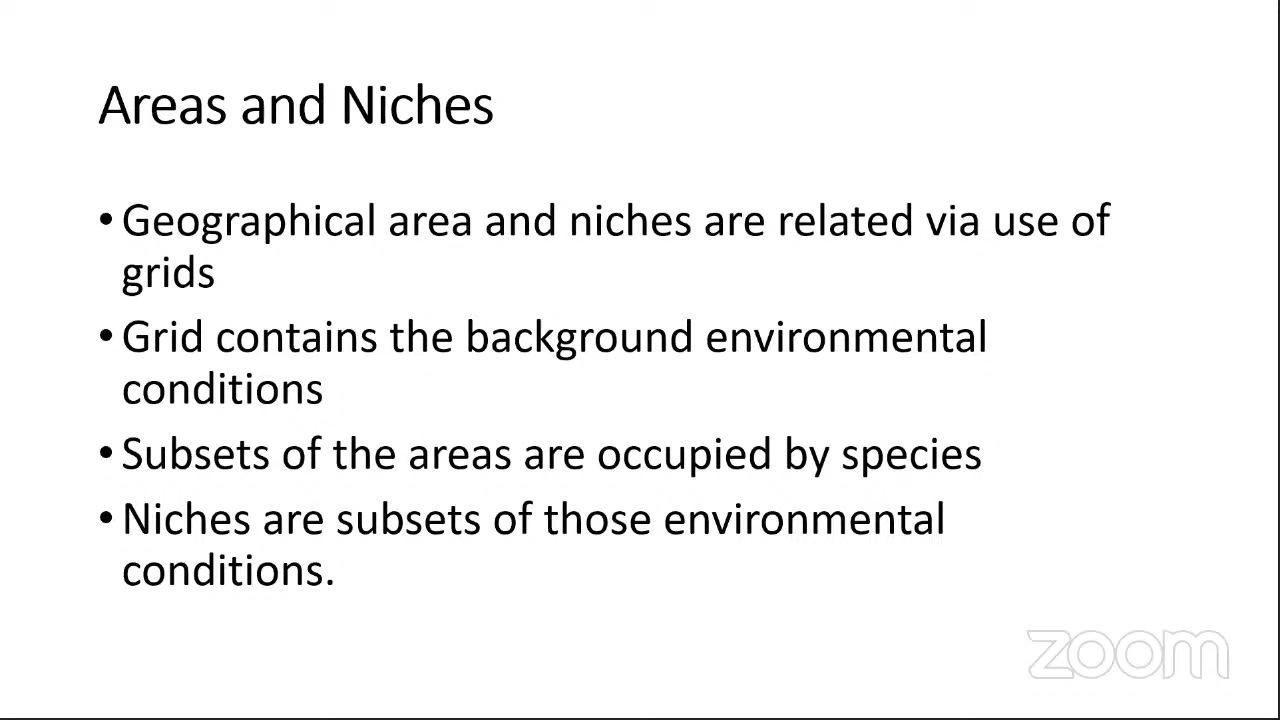 Areas and Niches
• Geographical area and niches are related via use of
grids
• Grid contains the background environmental
conditions
• Subsets of the areas are occupied by species
• Niches are subsets of those environmental
conditions.
zoom